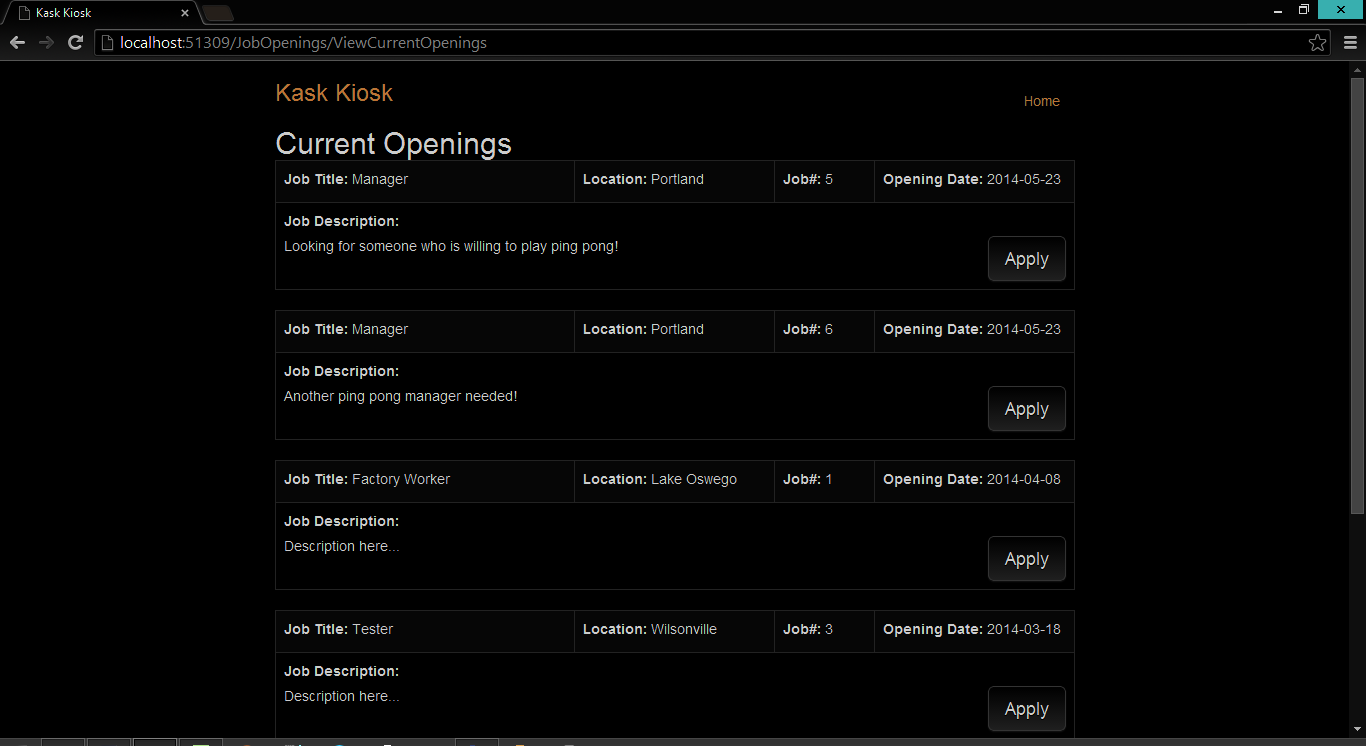 Kask Kiosk
localhost:51309/JobOpenings/ViewCurrentOpenings
Kask Kiosk
Home
Current Openings
Job Title: Manager Location: Portland Job#: 5 Opening Date: 2014-05-23
Job Description:
Looking for someone who is willing to play ping pong!
Apply
Job Title: Manager Location: Portland Job#: 6 Opening Date: 2014-05-23
Job Description:
Another ping pong manager needed!
Apply
Job Title: Factory Worker Location: Lake Oswego Job#: 1 Opening Date: 2014-04-08
Job Description:
Description here...
Apply
Job Title: Tester Location: Wilsonville Job#: 3 Opening Date: 2014-03-18
Job Description:
Description here...
Apply